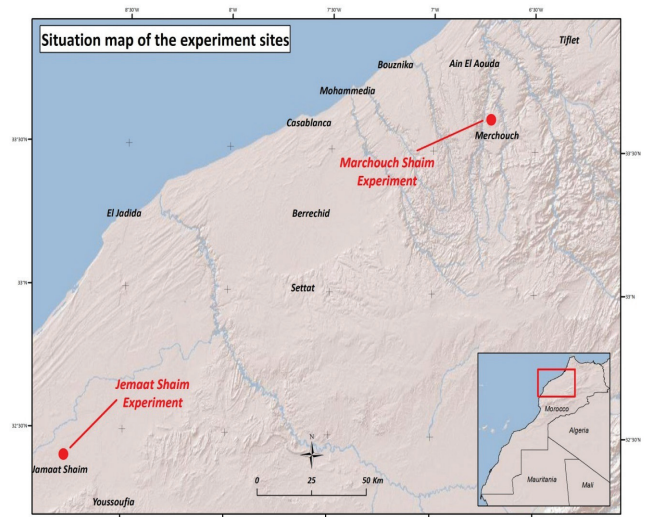 8°30'W
8°W
7°30'W
7°W
6°30'W
Situation map of the experiment sites
Tiflet
Bouznika
Ain El Aouda
Mohammedia
Casablanca
Merchouch
33°30'N
33°30'N
Marchouch Shaim
Experiment
El Jadida
Berrechid
33°N
Settat
33°N
Jemaat Shaim
Experiment
Morocco
Algeria
Mauritania
Mali
32°30'N
32°30'N
N
Jamaat Shaim
0 25 50 Km
Youssoufia